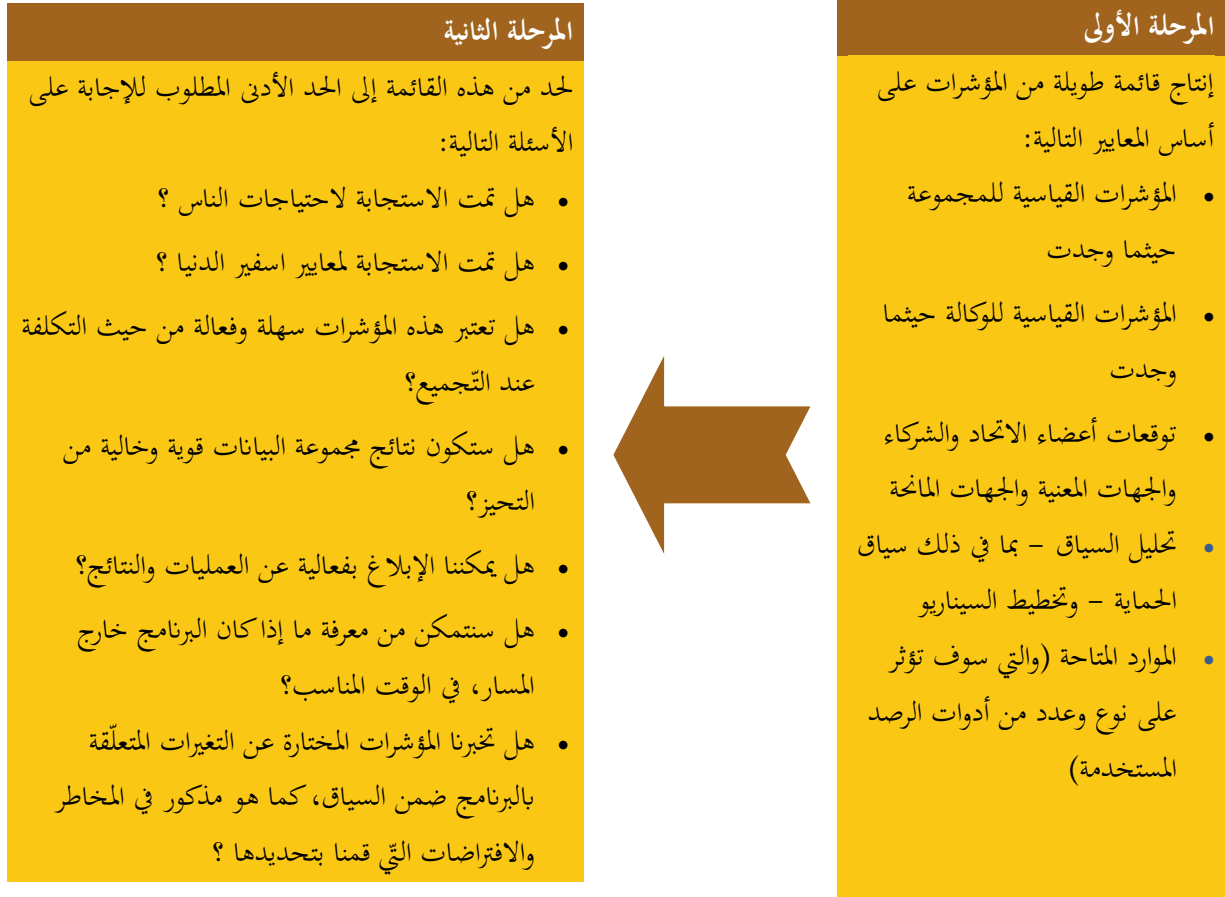 المرحلة الأولى
إنتاج قائمة طويلة من المؤشرات على
أساس المعايير التالية:
• المؤشرات القياسية للمجموعة
حيثما وجدت
• المؤشرات القياسية للوكالة حيثما
وجدت
• توقعات أعضاء الاتحاد والشركاء
والجهات المعنية والجهات المانحة
• تحليل السياق – بما في ذلك سياق
الحماية – وتخطيط السيناريو
• الموارد المتاحة (والتي سوف تؤثر
على نوع وعدد من أدوات الرصد
المستخدمة)
المرحلة الثانية
لحد من هذه القائمة إلى الحد الأدنى المطلوب للإجابة على
الأسئلة التالية:
• هل تمت الاستجابة لاحتياجات الناس ؟
• هل تمت الاستجابة لمعايير اسفير الدنيا ؟
• هل تعتبر هذه المؤشرات سهلة وفعالة من حيث التكلفة
عند التّجميع؟
• هل ستكون نتائج مجموعة البيانات قوية وخالية من
التحيز؟
• هل يمكننا الإبلاغ بفعالية عن العمليات والنتائج؟
• هل سنتمكن من معرفة ما إذا كان البرنامج خارج
المسار، في الوقت المناسب؟
• هل تخبرنا المؤشرات المختارة عن التغيرات المتعلّقة
بالبرنامج ضمن السياق، كما هو مذكور في المخاطر
والافتراضات التّي قمنا بتحديدها ؟